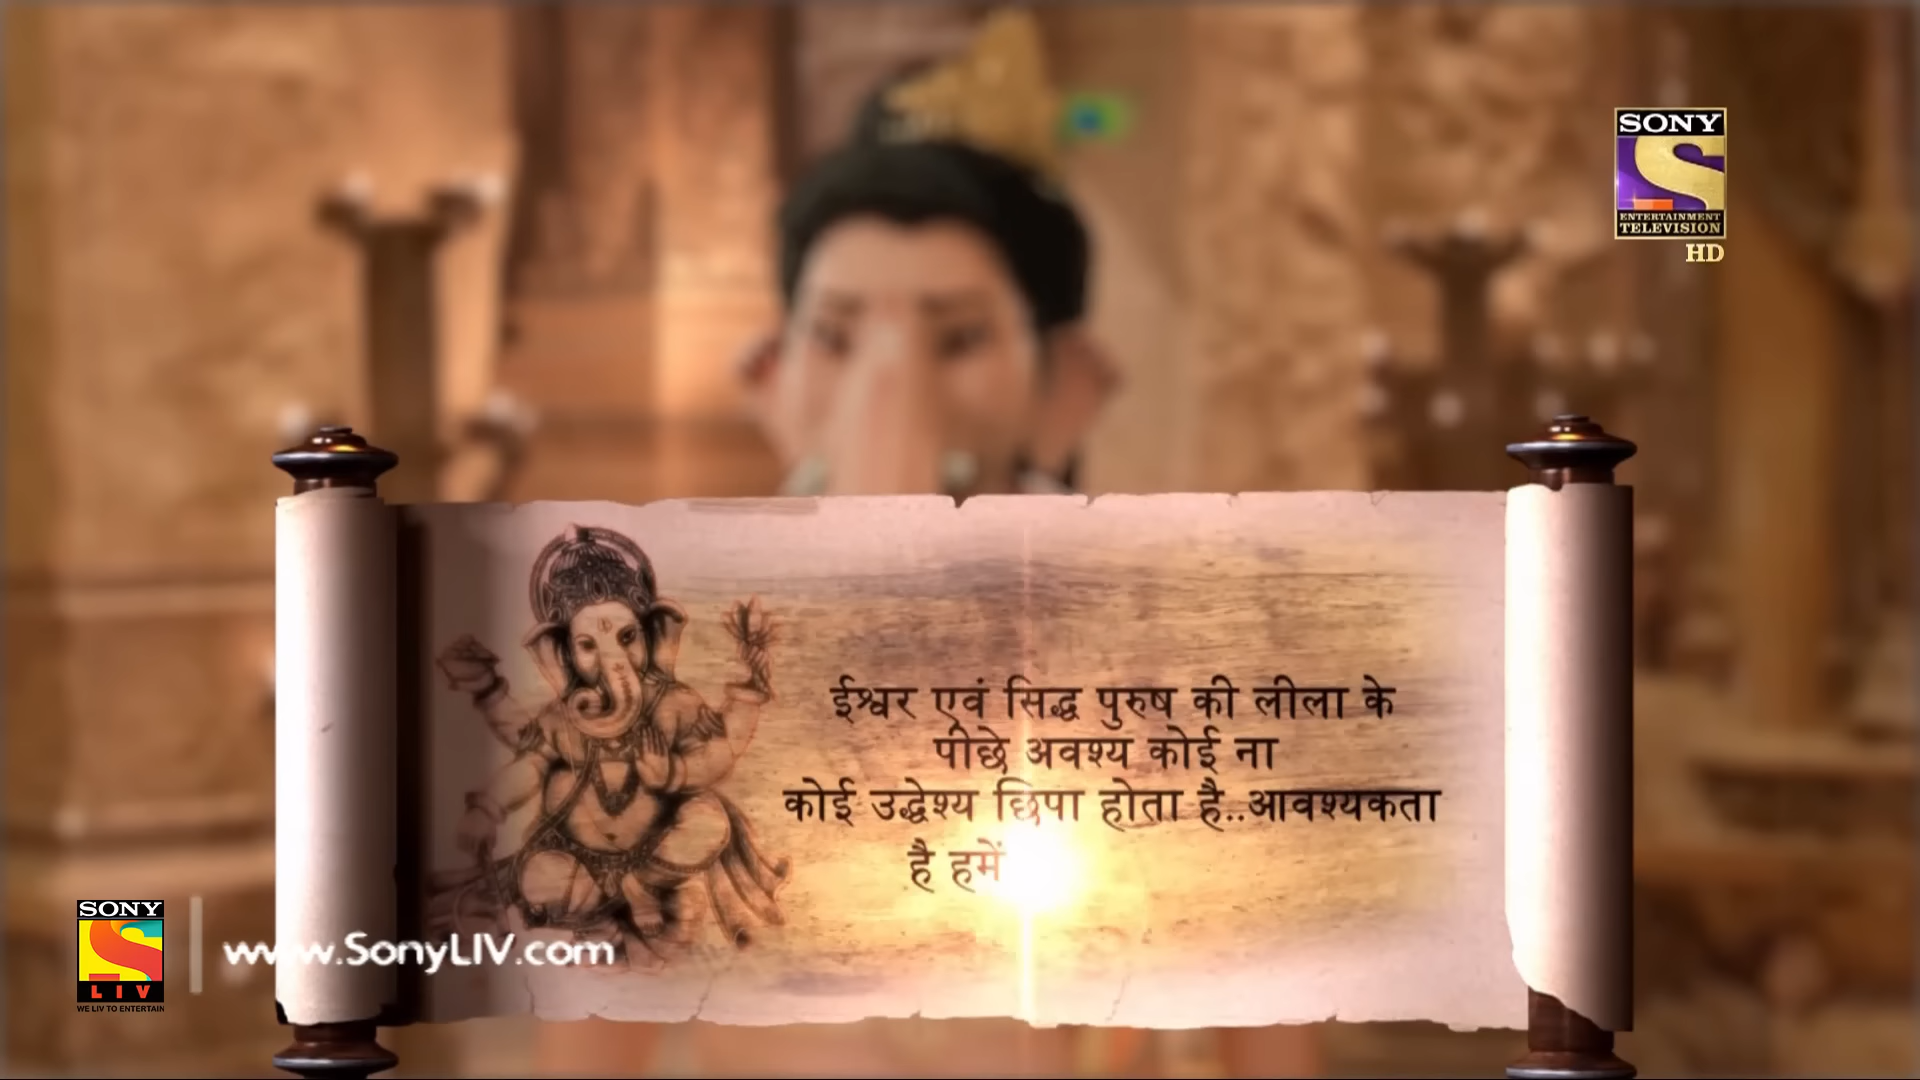 SONY
ENTERTAINMENT
TELEVISION
HD
ईश्वर एवं सिद्ध पुरुष की लीला के
पीछे अवश्य कोई ना
कोई उद्धेश्य छिपा होता है..आवश्यकता
है हमें
SONY
LIV
WE LIV TO ENTERTAIN
www.SonyLIV.com